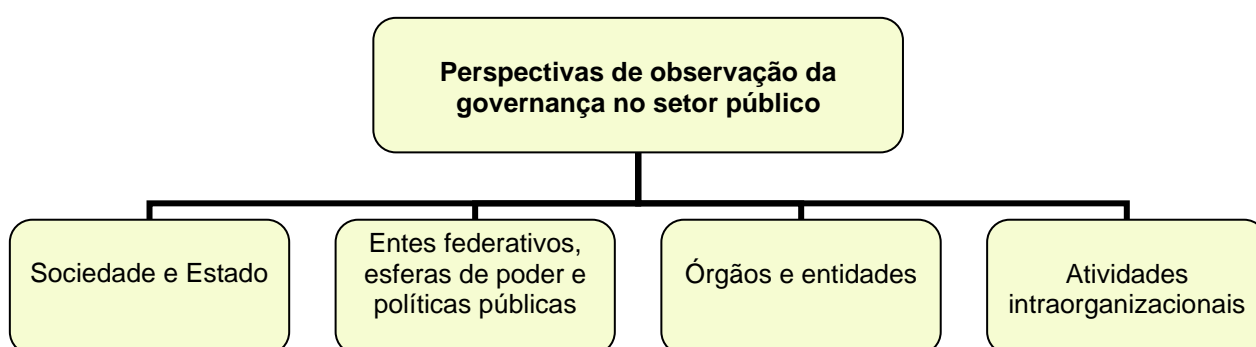 Perspectivas de observação da
governança no setor público
Sociedade e Estado
Entes federativos,
esferas de poder e
políticas públicas
Órgãos e entidades
Atividades
intraorganizacionais